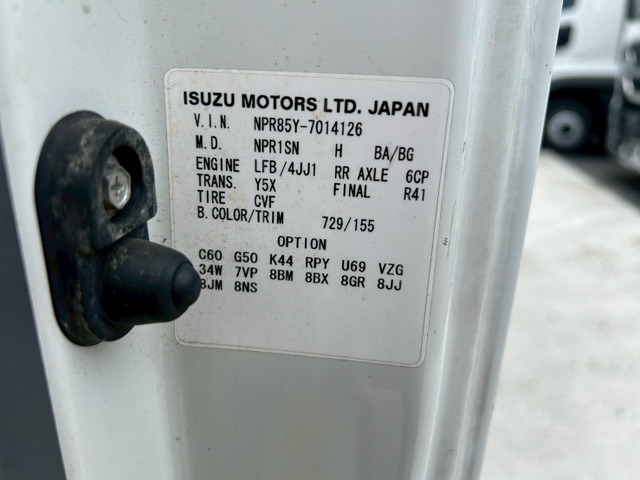 ISUZU MOTORS LTD. JAPAN
V.I.N. NPR85Y-7014126
M.D. NPR1SN H BA/BG
ENGINE LFB/4JJ1 RR AXLE 6CP
TRANS. Y5X FINAL R41
TIRE CVF
B.COLOR/TRIM 729/155
OPTION
C60 G50 K44 RPY U69 VZG
34W 7VP 8BM 8BX 8GR 8JJ
8JM 8NS